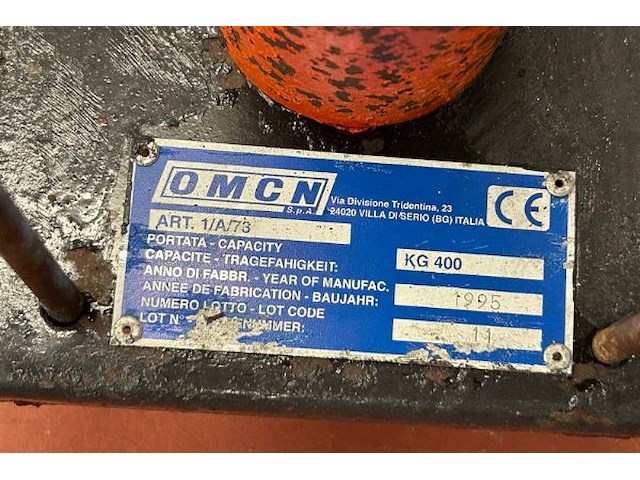 OMCN
S.p.A.
Via Divisione Tridentina, 23
24020 VILLA DI SERIO (BG) ITALIA
CE
ART. 1/A/73
PORTATA - CAPACITY
CAPACITE - TRAGEFAHIGKEIT: KG 400
ANNO DI FABBR. - YEAR OF MANUFAC.
ANNEE DE FABRICATION - BAUJAHR: 1995
NUMERO LOTTO - LOT CODE
LOT N 11